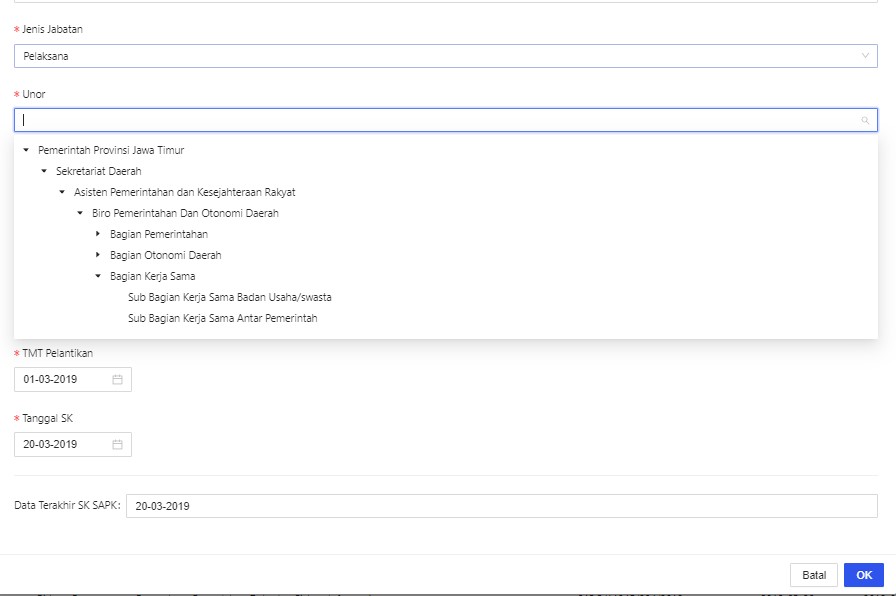 * Jenis Jabatan
Pelaksana
* Unor
Pemerintah Provinsi Jawa Timur
Sekretariat Daerah
Asisten Pemerintahan dan Kesejahteraan Rakyat
Biro Pemerintahan Dan Otonomi Daerah
Bagian Pemerintahan
Bagian Otonomi Daerah
Bagian Kerja Sama
Sub Bagian Kerja Sama Badan Usaha/swasta
Sub Bagian Kerja Sama Antar Pemerintah
* TMT Pelantikan
01-03-2019
* Tanggal SK
20-03-2019
Data Terakhir SK SAPK: 20-03-2019
Batal OK